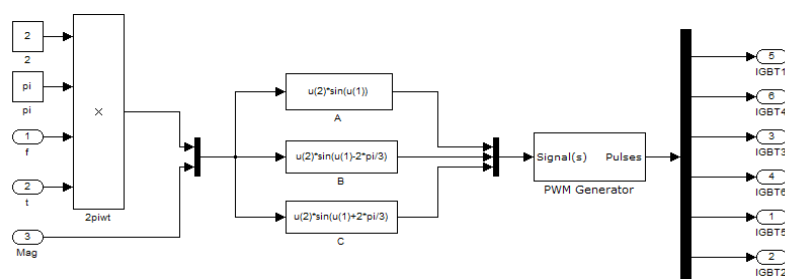 2
2
pi
pi
1
f
2
t
3
Mag
×
2piwt
u(2)*sin(u(1))
A
u(2)*sin(u(1)-2*pi/3)
B
u(2)*sin(u(1)+2*pi/3)
C
Signal(s) Pulses
PWM Generator
5
IGBT1
6
IGBT4
3
IGBT3
4
IGBT6
1
IGBT5
2
IGBT2